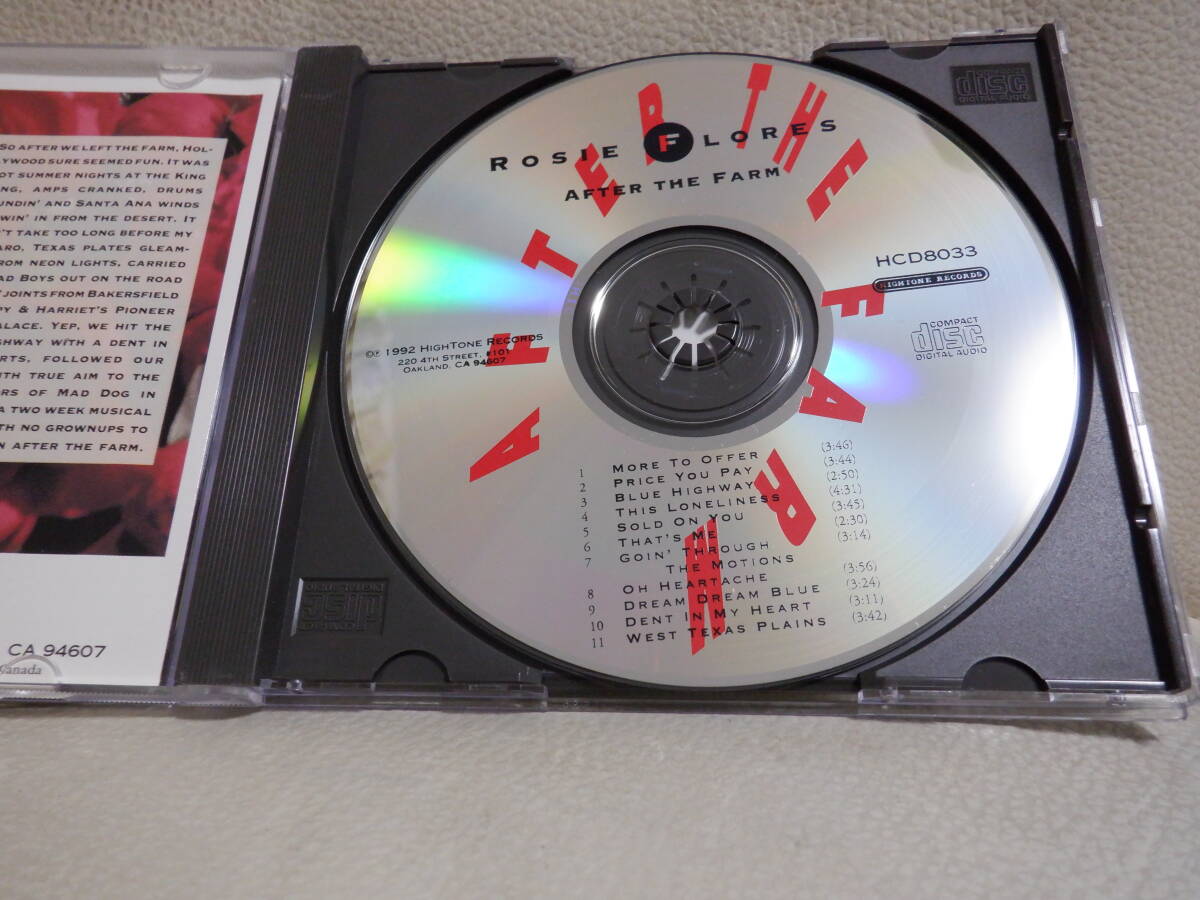 SO AFTER WE LEFT THE FARM, HOL-
LYWOOD SURE SEEMED FUN. IT WAS
OT SUMMER NIGHTS AT THE KING
NG, AMPS CRANKED, DRUMS
UNDIN' AND SANTA ANA WINDS
WIN' IN FROM THE DESERT. IT
'T TAKE TOO LONG BEFORE MY
ARO, TEXAS PLATES GLEAM-
FROM NEON LIGHTS, CARRIED
AD BOYS OUT ON THE ROAD
JOINTS FROM BAKERSFIELD
PY & HARRIET'S PIONEER
ALACE. YEP, WE HIT THE
GHWAY WITH A DENT IN
RTS, FOLLOWED OUR
ITH TRUE AIM TO THE
RS OF MAD DOG IN
A TWO WEEK MUSICAL
TH NO GROWNUPS TO
N AFTER THE FARM.
CA 94607
Canada
AFTER THE FARM
ROSIE FLORES
AFTER THE FARM
HCD8033
HIGHTONE RECORDS
COMPACT
disc
DIGITAL AUDIO
©℗ 1992 HIGHTONE RECORDS
220 4TH STREET, #101
OAKLAND, CA 94607
1 MORE TO OFFER (3:46)
2 PRICE YOU PAY (3:44)
3 BLUE HIGHWAY (2:50)
4 THIS LONELINESS (4:31)
5 SOLD ON YOU (3:45)
6 THAT'S ME (2:30)
7 GOIN' THROUGH (3:14)
THE MOTIONS
8 OH HEARTACHE (3:56)
9 DREAM DREAM BLUE (3:24)
10 DENT IN MY HEART (3:11)
11 WEST TEXAS PLAINS (3:42)
disc
DIGITAL AUDIO